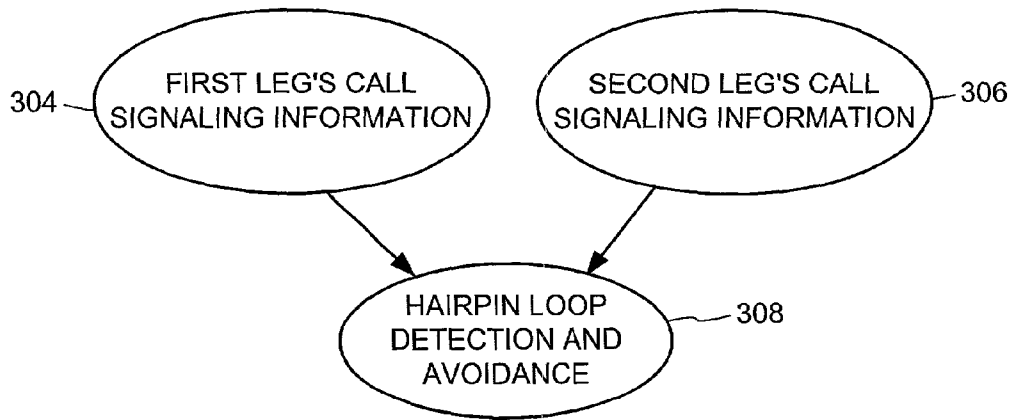 FIRST LEG'S CALL
SIGNALING INFORMATION
304
SECOND LEG'S CALL
SIGNALING INFORMATION
306
HAIRPIN LOOP
DETECTION AND
AVOIDANCE
308